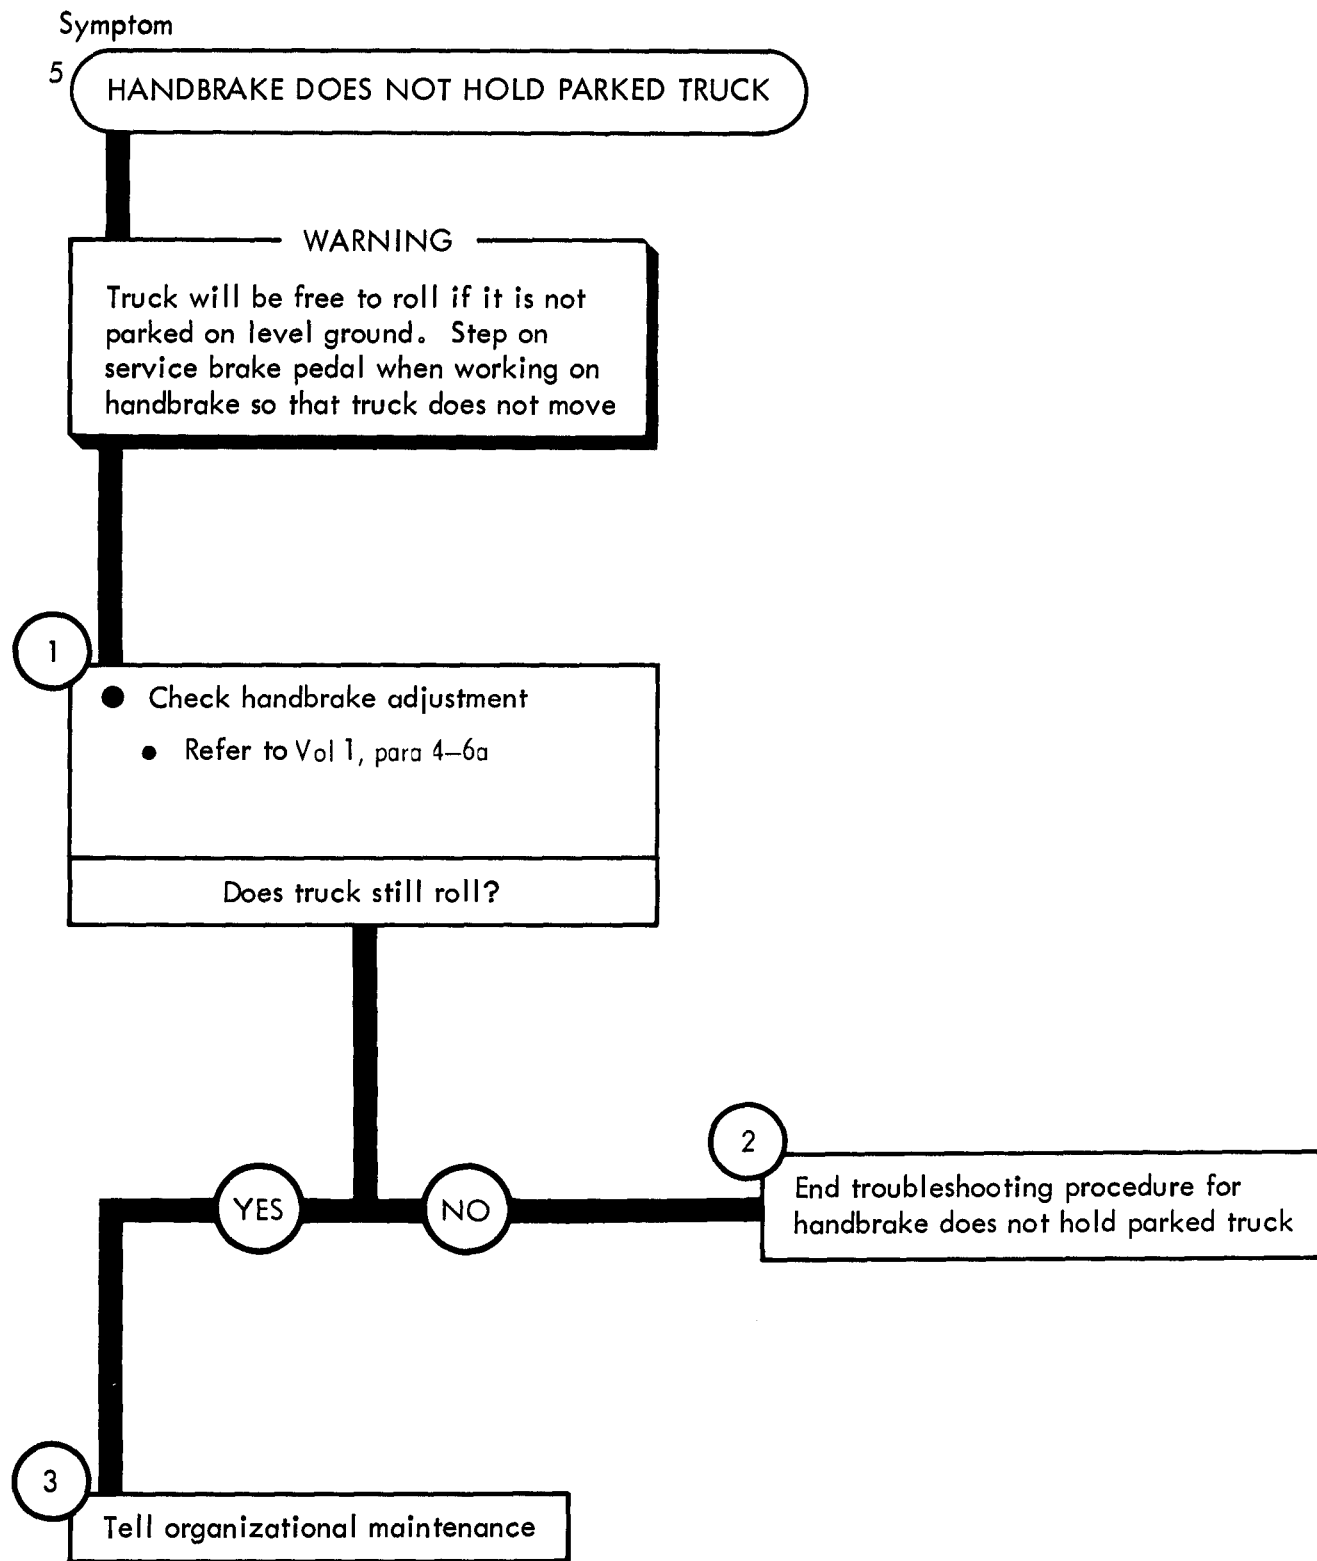 Symptom
5
HANDBRAKE DOES NOT HOLD PARKED TRUCK
WARNING
Truck will be free to roll if it is not
parked on level ground. Step on
service brake pedal when working on
handbrake so that truck does not move
1
● Check handbrake adjustment
● Refer to Vol 1, para 4–6a
Does truck still roll?
YES
NO
2
End troubleshooting procedure for
handbrake does not hold parked truck
3
Tell organizational maintenance